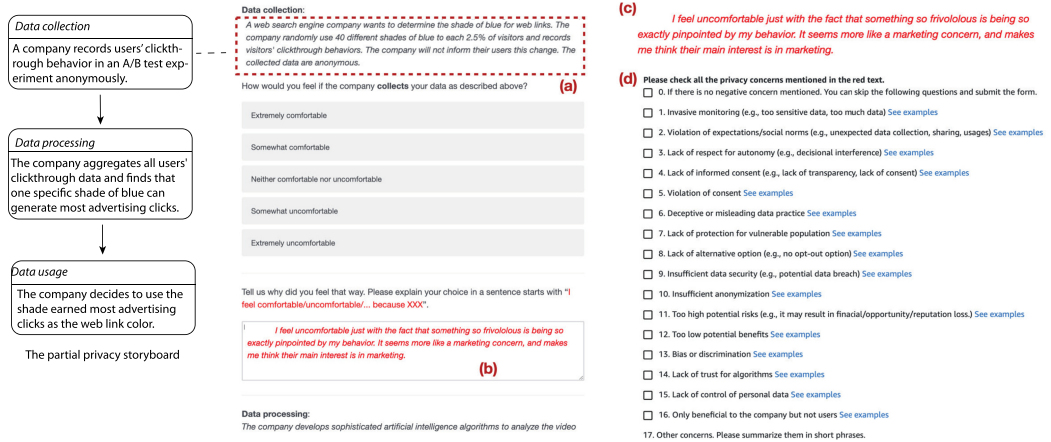 Data collection
A company records users' clickth-
rough behavior in an A/B test exp-
eriment anonymously.
Data processing
The company aggregates all users'
clickthrough data and finds that
one specific shade of blue can
generate most advertising clicks.
Data usage
The company decides to use the
shade earned most advertising
clicks as the web link color.
The partial privacy storyboard
Data collection:
A web search engine company wants to determine the shade of blue for web links. The
company randomly use 40 different shades of blue to each 2.5% of visitors and records
visitors' clickthrough behaviors. The company will not inform their users this change. The
collected data are anonymous.
How would you feel if the company collects your data as described above?
(a)
Extremely comfortable
Somewhat comfortable
Neither comfortable nor uncomfortable
Somewhat uncomfortable
Extremely uncomfortable
Tell us why did you feel that way. Please explain your choice in a sentence starts with "I
feel comfortable/uncomfortable/... because XXX".
I feel uncomfortable just with the fact that something so frivololous is being so
exactly pinpointed by my behavior. It seems more like a marketing concern, and makes
me think their main interest is in marketing.
(b)
Data processing:
The company develops sophisticated artificial intelligence algorithms to analyze the video
(c)
I feel uncomfortable just with the fact that something so frivololous is being so
exactly pinpointed by my behavior. It seems more like a marketing concern, and makes
me think their main interest is in marketing.
(d)
Please check all the privacy concerns mentioned in the red text.
0. If there is no negative concern mentioned. You can skip the following questions and submit the form.
1. Invasive monitoring (e.g., too sensitive data, too much data) See examples
2. Violation of expectations/social norms (e.g., unexpected data collection, sharing, usages) See examples
3. Lack of respect for autonomy (e.g., decisional interference) See examples
4. Lack of informed consent (e.g., lack of transparency, lack of consent) See examples
5. Violation of consent See examples
6. Deceptive or misleading data practice See examples
7. Lack of protection for vulnerable population See examples
8. Lack of alternative option (e.g., no opt-out option) See examples
9. Insufficient data security (e.g., potential data breach) See examples
10. Insufficient anonymization See examples
11. Too high potential risks (e.g., it may result in finacial/opportunity/reputation loss.) See examples
12. Too low potential benefits See examples
13. Bias or discrimination See examples
14. Lack of trust for algorithms See examples
15. Lack of control of personal data See examples
16. Only beneficial to the company but not users See examples
17. Other concerns. Please summarize them in short phrases.